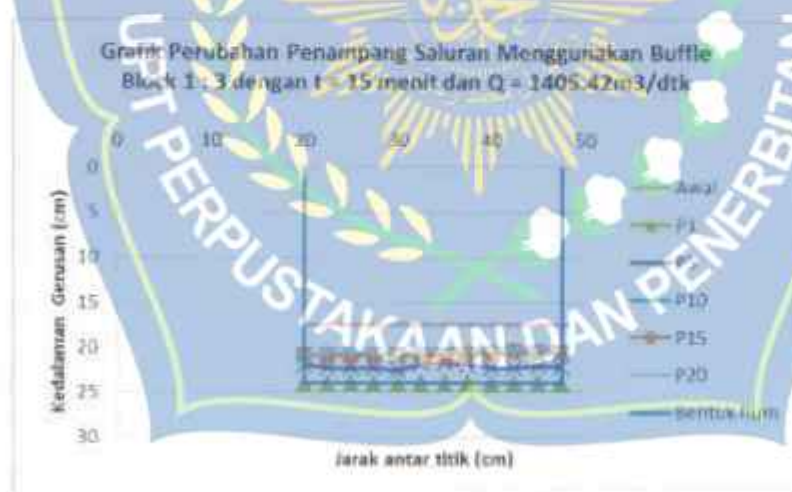 Grafik Perubahan Penampang Saluran Menggunakan Buffle
Block 1 : 3 dengan t = 15 menit dan Q = 1405.42m3/dtk
0 10 20 30 40 50
0
5
10
15
20
25
30
Kedalaman Gerusan (cm)
Jarak antar titik (cm)
Awal
P1
P10
P15
P20
UPT PERPUSTAKAAN DAN PENERBITAN